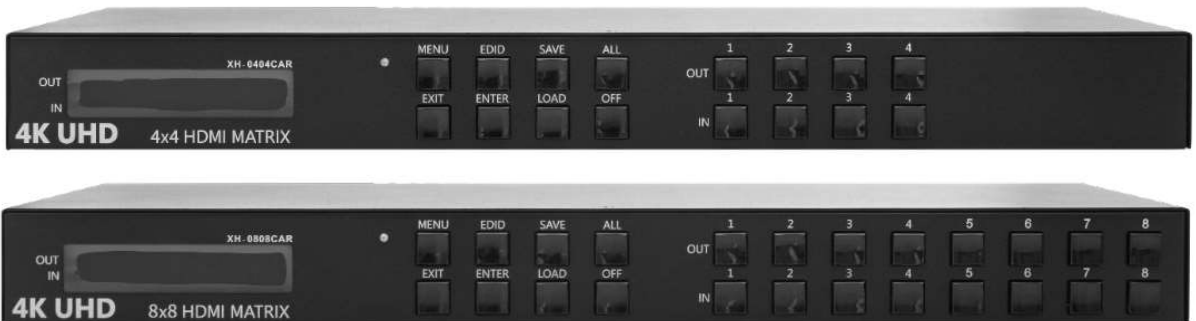 MENU EDID SAVE ALL 1 2 3 4
XH-0404CAR
OUT OUT
EXIT ENTER LOAD OFF 1 2 3 4
IN IN
4K UHD 4x4 HDMI MATRIX
MENU EDID SAVE ALL 1 2 3 4 5 6 7 8
XH-0808CAR
OUT OUT
EXIT ENTER LOAD OFF 1 2 3 4 5 6 7 8
IN IN
4K UHD 8x8 HDMI MATRIX